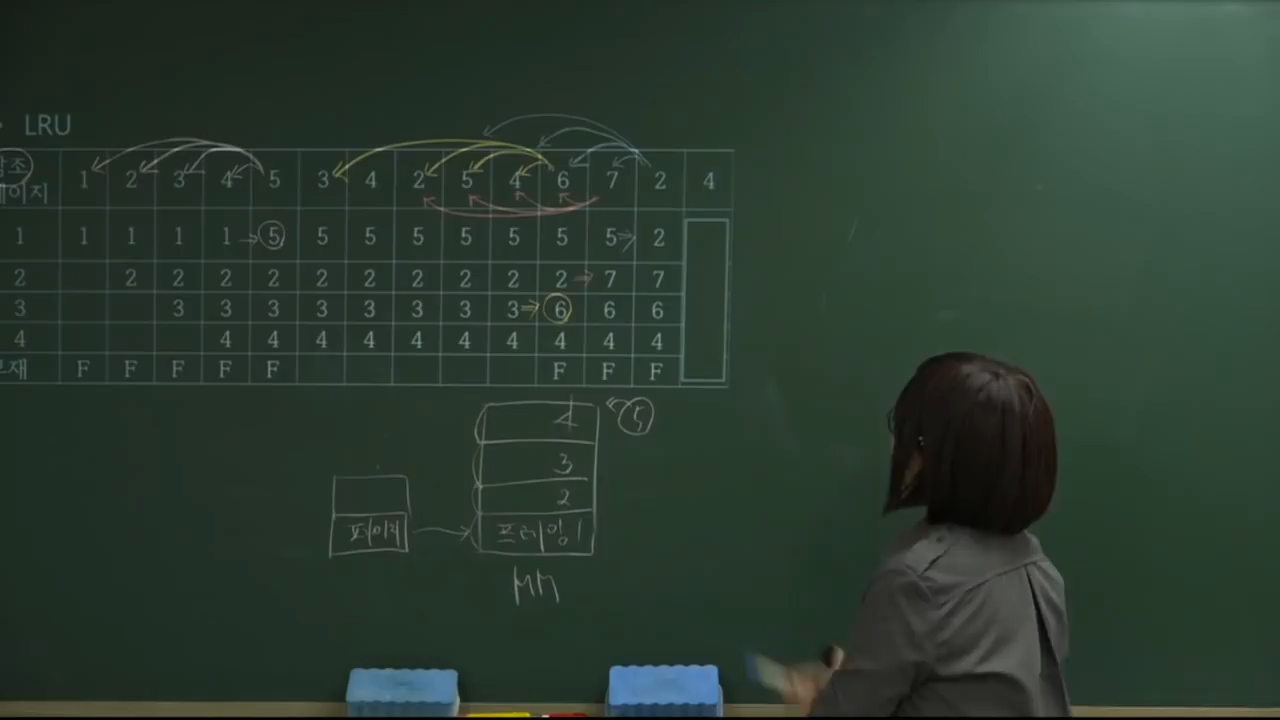 LRU
참조 1 2 3 4 5 3 4 2 5 4 6 7 2 4
페이지
1 1 1 1 1 5 5 5 5 5 5 5 5 2
2 2 2 2 2 2 2 2 2 2 2 7 7
3 3 3 3 3 3 3 3 3 6 6 6
4 4 4 4 4 4 4 4 4 4 4
부재 F F F F F F F F
4 5
3
2
페이지 프레임 1
MM